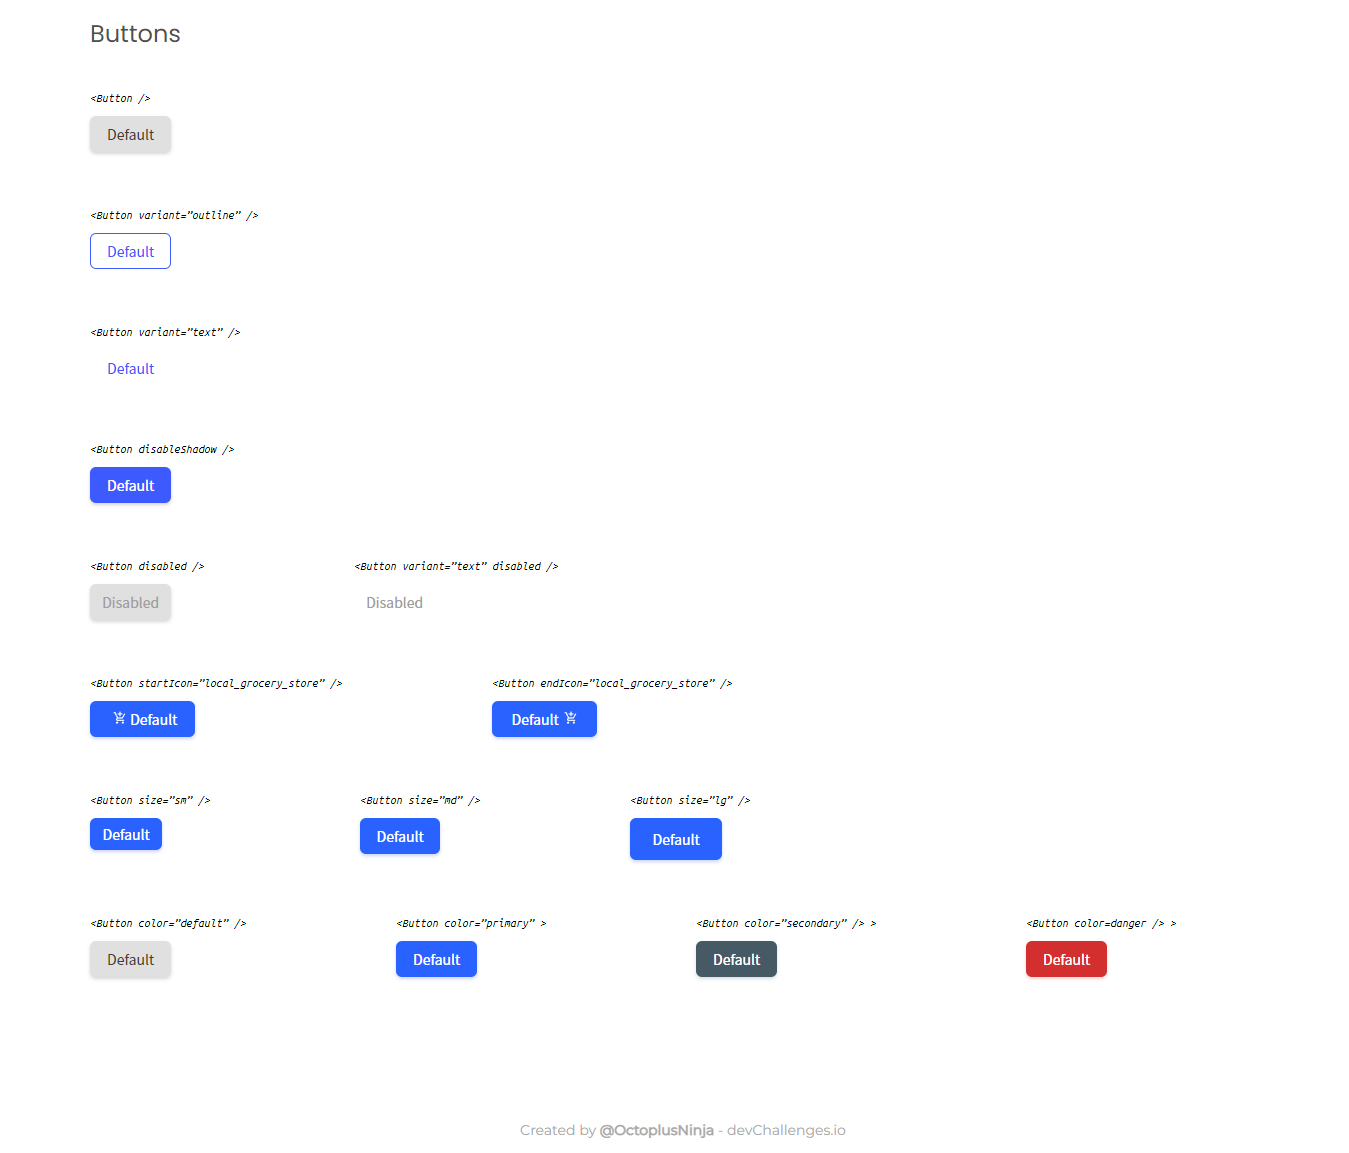 Buttons
<Button />
Default
<Button variant=”outline” />
Default
<Button variant=”text” />
Default
<Button disableShadow />
Default
<Button disabled />
<Button variant=”text” disabled />
Disabled
Disabled
<Button startIcon=”local_grocery_store” />
<Button endIcon=”local_grocery_store” />
Default
Default
<Button size=”sm” />
<Button size=”md” />
<Button size=”lg” />
Default
Default
Default
<Button color=”default” />
<Button color=”primary” >
<Button color=”secondary” /> >
<Button color=danger /> >
Default
Default
Default
Default
Created by @OctoplusNinja - devChallenges.io